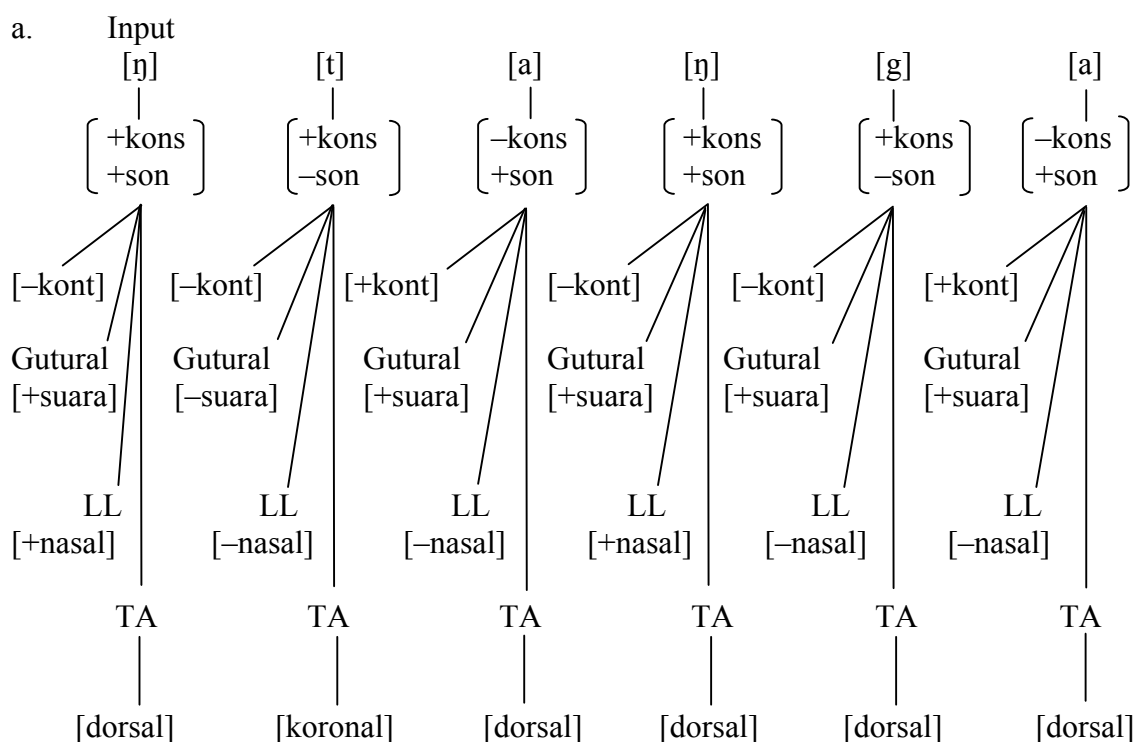 a. Input
[ŋ] [t] [a] [ŋ] [g] [a]
+kons +kons –kons +kons +kons –kons
+son –son +son +son –son +son
[–kont] [–kont] [+kont] [–kont] [–kont] [+kont]
Gutural Gutural Gutural Gutural Gutural Gutural
[+suara] [–suara] [+suara] [+suara] [+suara] [+suara]
LL LL LL LL LL LL
[+nasal] [–nasal] [–nasal] [+nasal] [–nasal] [–nasal]
TA TA TA TA TA TA
[dorsal] [koronal] [dorsal] [dorsal] [dorsal] [dorsal]